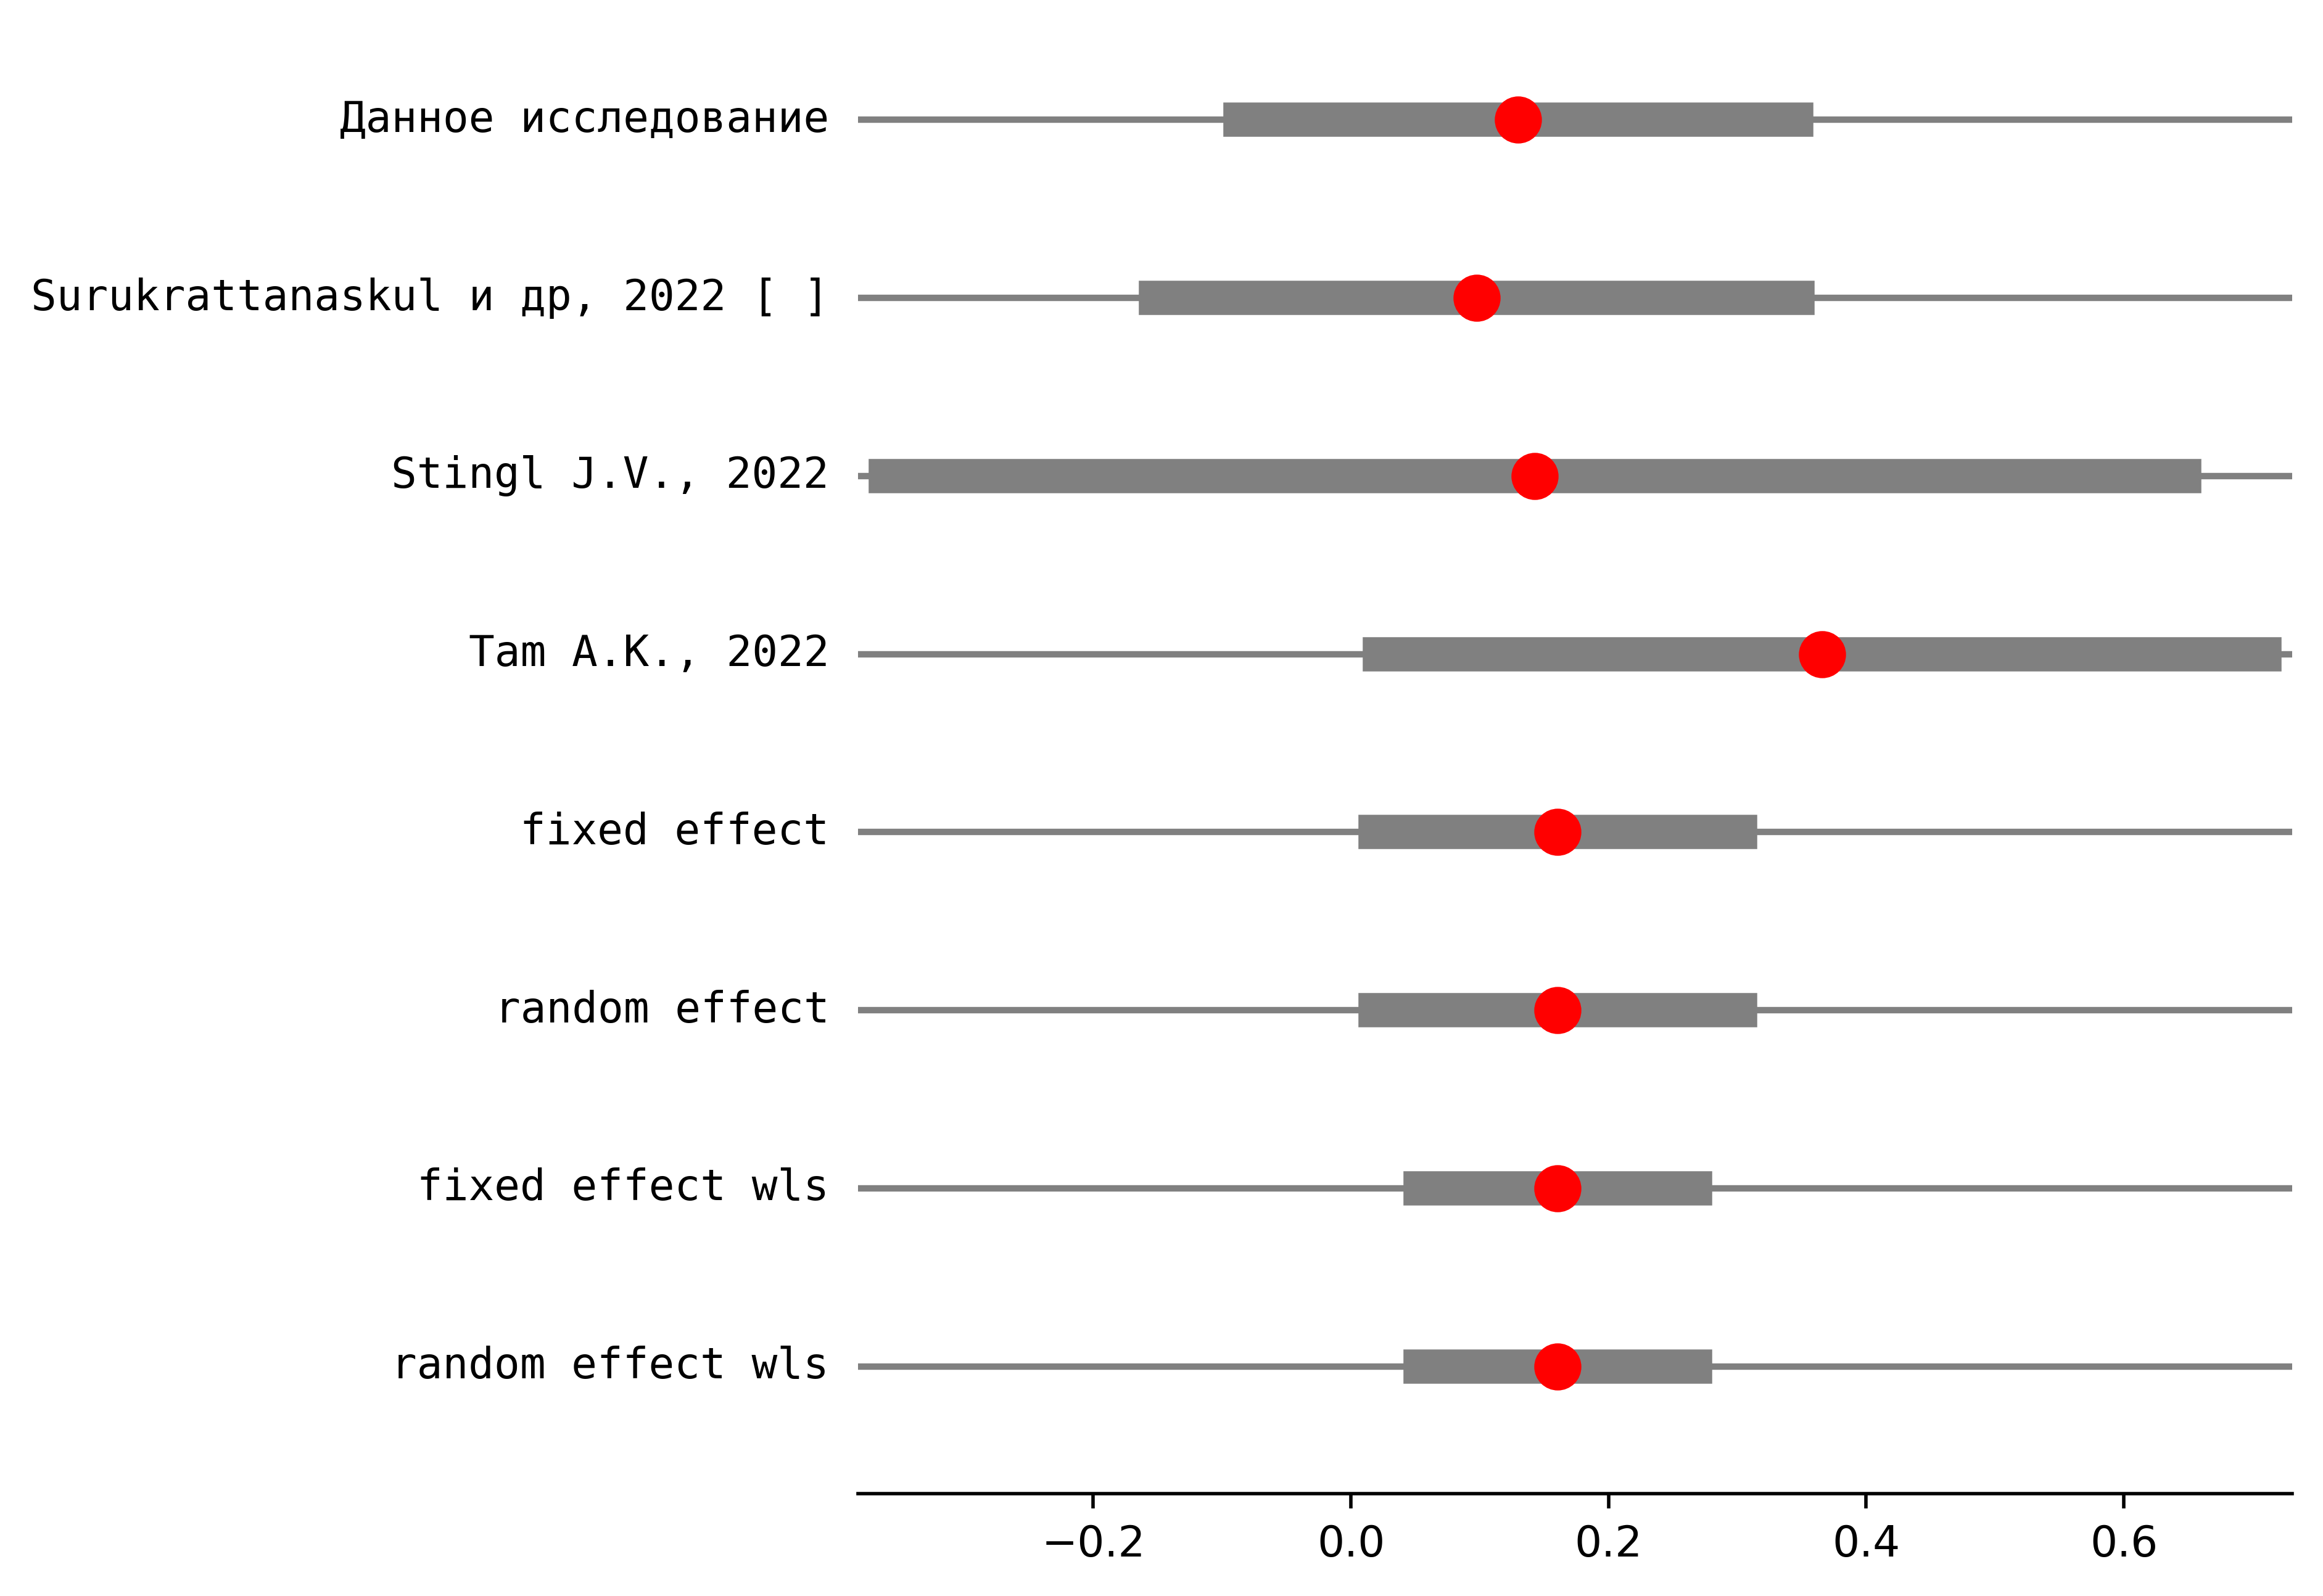 Данное исследование
Surukrattanaskul и др, 2022 [ ]
Stingl J.V., 2022
Tam A.K., 2022
fixed effect
random effect
fixed effect wls
random effect wls
−0.2 0.0 0.2 0.4 0.6